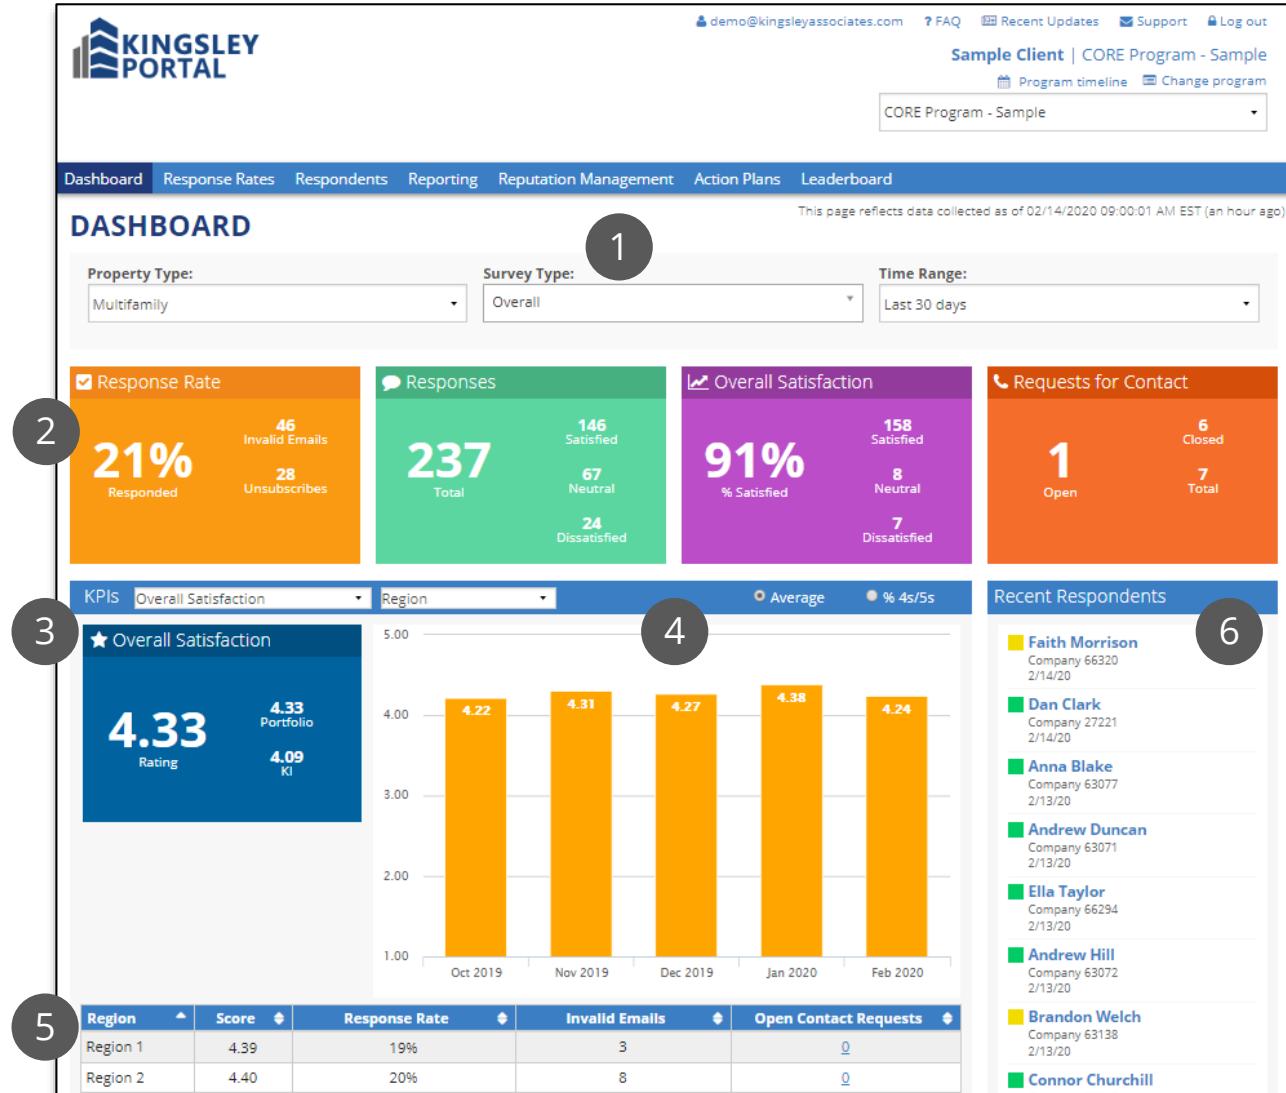 KINGSLEY
PORTAL
demo@kingsleyassociates.com ? FAQ Recent Updates Support Log out
Sample Client | CORE Program - Sample
Program timeline Change program
CORE Program - Sample
Dashboard Response Rates Respondents Reporting Reputation Management Action Plans Leaderboard
This page reflects data collected as of 02/14/2020 09:00:01 AM EST (an hour ago)
DASHBOARD
1
Property Type: Survey Type: Time Range:
Multifamily Overall Last 30 days
2
Response Rate
21%
Responded
46
Invalid Emails
28
Unsubscribes
Responses
237
Total
146
Satisfied
67
Neutral
24
Dissatisfied
Overall Satisfaction
91%
% Satisfied
158
Satisfied
8
Neutral
7
Dissatisfied
Requests for Contact
1
Open
6
Closed
7
Total
KPIs Overall Satisfaction Region Average % 4s/5s
3
Overall Satisfaction
4.33
Rating
4.33
Portfolio
4.09
KI
4
5.00
4.00
3.00
2.00
1.00
4.22 4.31 4.27 4.38 4.24
Oct 2019 Nov 2019 Dec 2019 Jan 2020 Feb 2020
Recent Respondents
6
Faith Morrison
Company 66320
2/14/20
Dan Clark
Company 27221
2/14/20
Anna Blake
Company 63077
2/13/20
Andrew Duncan
Company 63071
2/13/20
Ella Taylor
Company 66294
2/13/20
Andrew Hill
Company 63072
2/13/20
Brandon Welch
Company 63138
2/13/20
Connor Churchill
5
Region Score Response Rate Invalid Emails Open Contact Requests
Region 1 4.39 19% 3 0
Region 2 4.40 20% 8 0